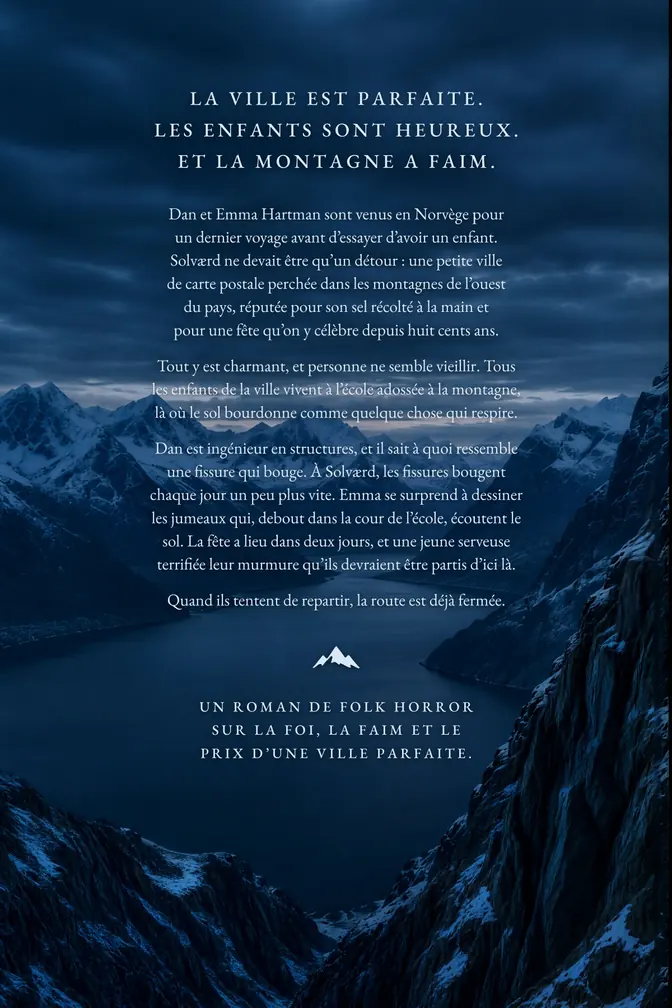 LA VILLE EST PARFAITE.
LES ENFANTS SONT HEUREUX.
ET LA MONTAGNE A FAIM.
Dan et Emma Hartman sont venus en Norvège pour
un dernier voyage avant d’essayer d’avoir un enfant.
Solværd ne devait être qu’un détour : une petite ville
de carte postale perchée dans les montagnes de l’ouest
du pays, réputée pour son sel récolté à la main et
pour une fête qu’on y célèbre depuis huit cents ans.
Tout y est charmant, et personne ne semble vieillir. Tous
les enfants de la ville vivent à l’école adossée à la montagne,
là où le sol bourdonne comme quelque chose qui respire.
Dan est ingénieur en structures, et il sait à quoi ressemble
une fissure qui bouge. À Solværd, les fissures bougent
chaque jour un peu plus vite. Emma se surprend à dessiner
les jumeaux qui, debout dans la cour de l’école, écoutent le
sol. La fête a lieu dans deux jours, et une jeune serveuse
terrifiée leur murmure qu’ils devraient être partis d’ici là.
Quand ils tentent de repartir, la route est déjà fermée.
UN ROMAN DE FOLK HORROR
SUR LA FOI, LA FAIM ET LE
PRIX D’UNE VILLE PARFAITE.